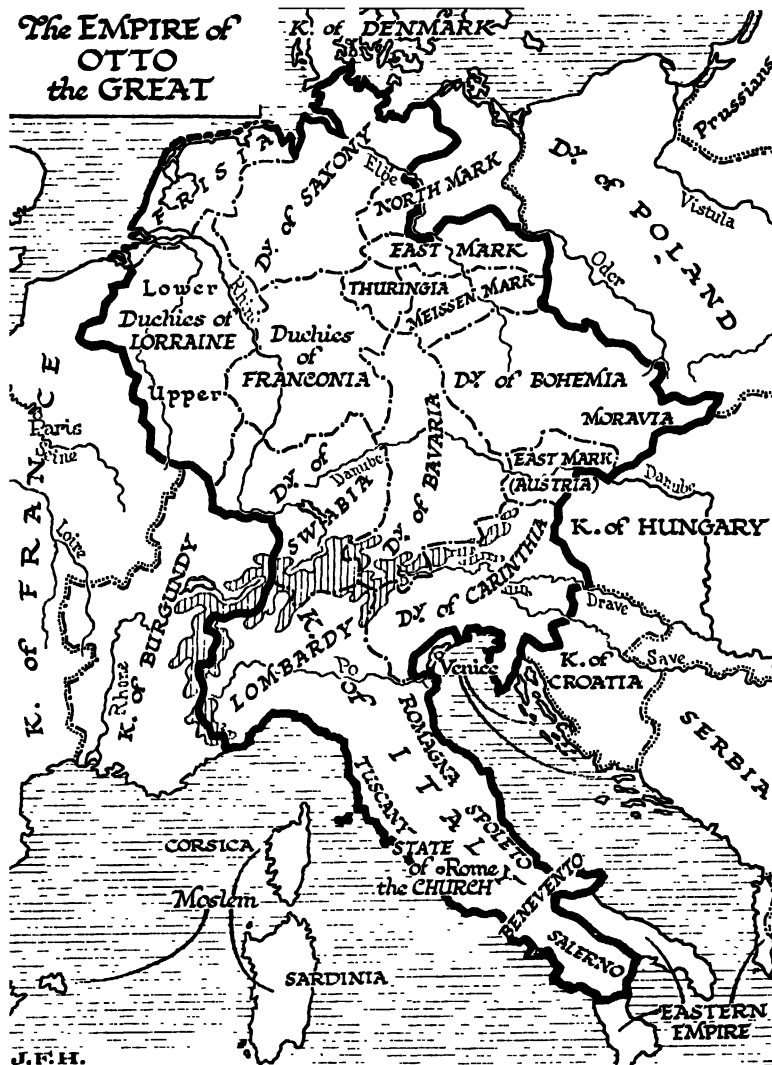 The EMPIRE of
OTTO
the GREAT
K. of DENMARK
Prussians
FRISIA
Dy. of SAXONY
Elbe
NORTH MARK
Dy. of POLAND
Vistula
Oder
EAST MARK
Lower
Rhine
THURINGIA
MEISSEN MARK
Duchies of
LORRAINE
Duchies
of
FRANCONIA
Upper
Dy. of BOHEMIA
MORAVIA
Paris
Seine
K. of FRANCE
Dy. of
SWABIA
Danube
Dy. of BAVARIA
EAST MARK
(AUSTRIA)
Danube
K. of HUNGARY
Loire
K. of BURGUNDY
Rhône
Dy. of CARINTHIA
Drave
Save
K. of
LOMBARDY
Po
Venice
K. of
CROATIA
SERBIA
ROMAGNA
ITALY
TUSCANY
SPOLETO
STATE
of Rome
the CHURCH
BENEVENTO
SALERNO
CORSICA
Moslem
SARDINIA
EASTERN
EMPIRE
J.F.H.